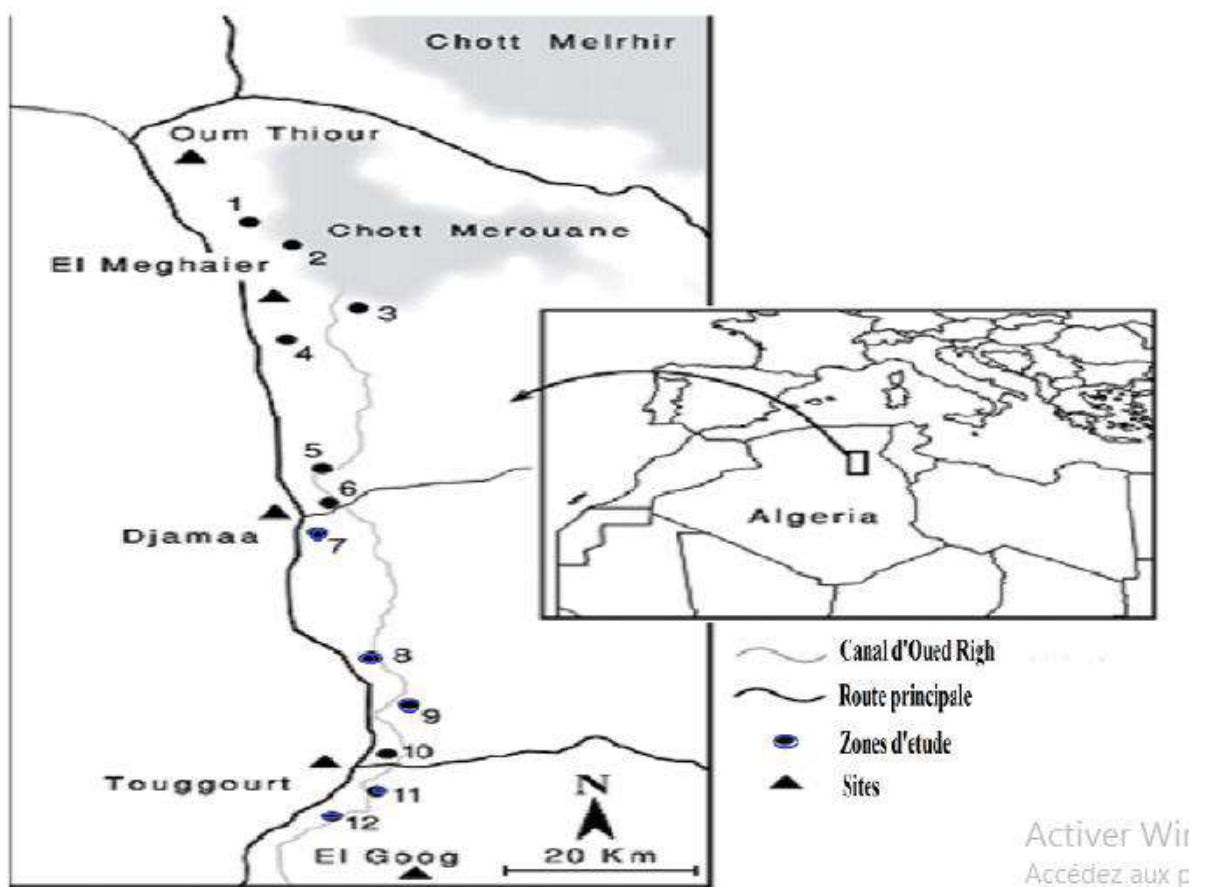 Chott Melrhir
Oum Thiour
1
Chott Merouane
2
El Meghaier
3
4
5
6
Djamaa
7
Algeria
8
Canal d'Oued Righ
Route principale
9
Zones d'etude
10
Touggourt
Sites
N
11
12
El Goog
20 Km
Activer Wir
Accédez aux p